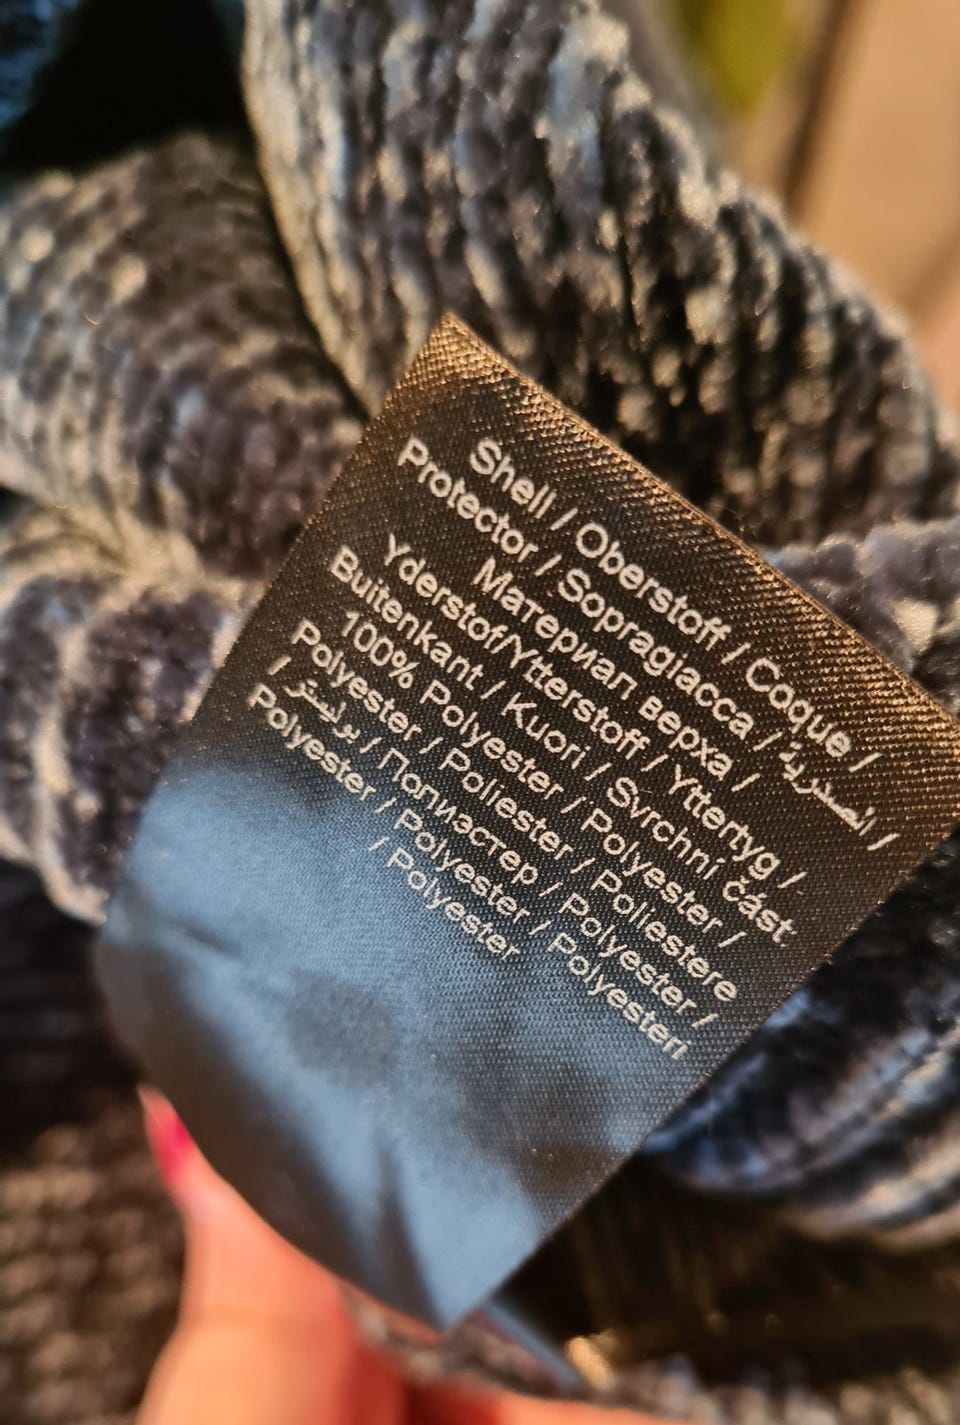 Shell / Oberstoff / Coque /
Protector / Sopragiacca / الصدرية /
Материал верха /
Yderstof/Ytterstoff / Yttertyg /
Buitenkant / Kuori / Svrchní část
100% Polyester / Polyester /
Polyester / Poliester / Poliestere
/ بوليستر / Полиэстер / Polyester /
Polyester / Polyester / Polyesteri
/ Polyester